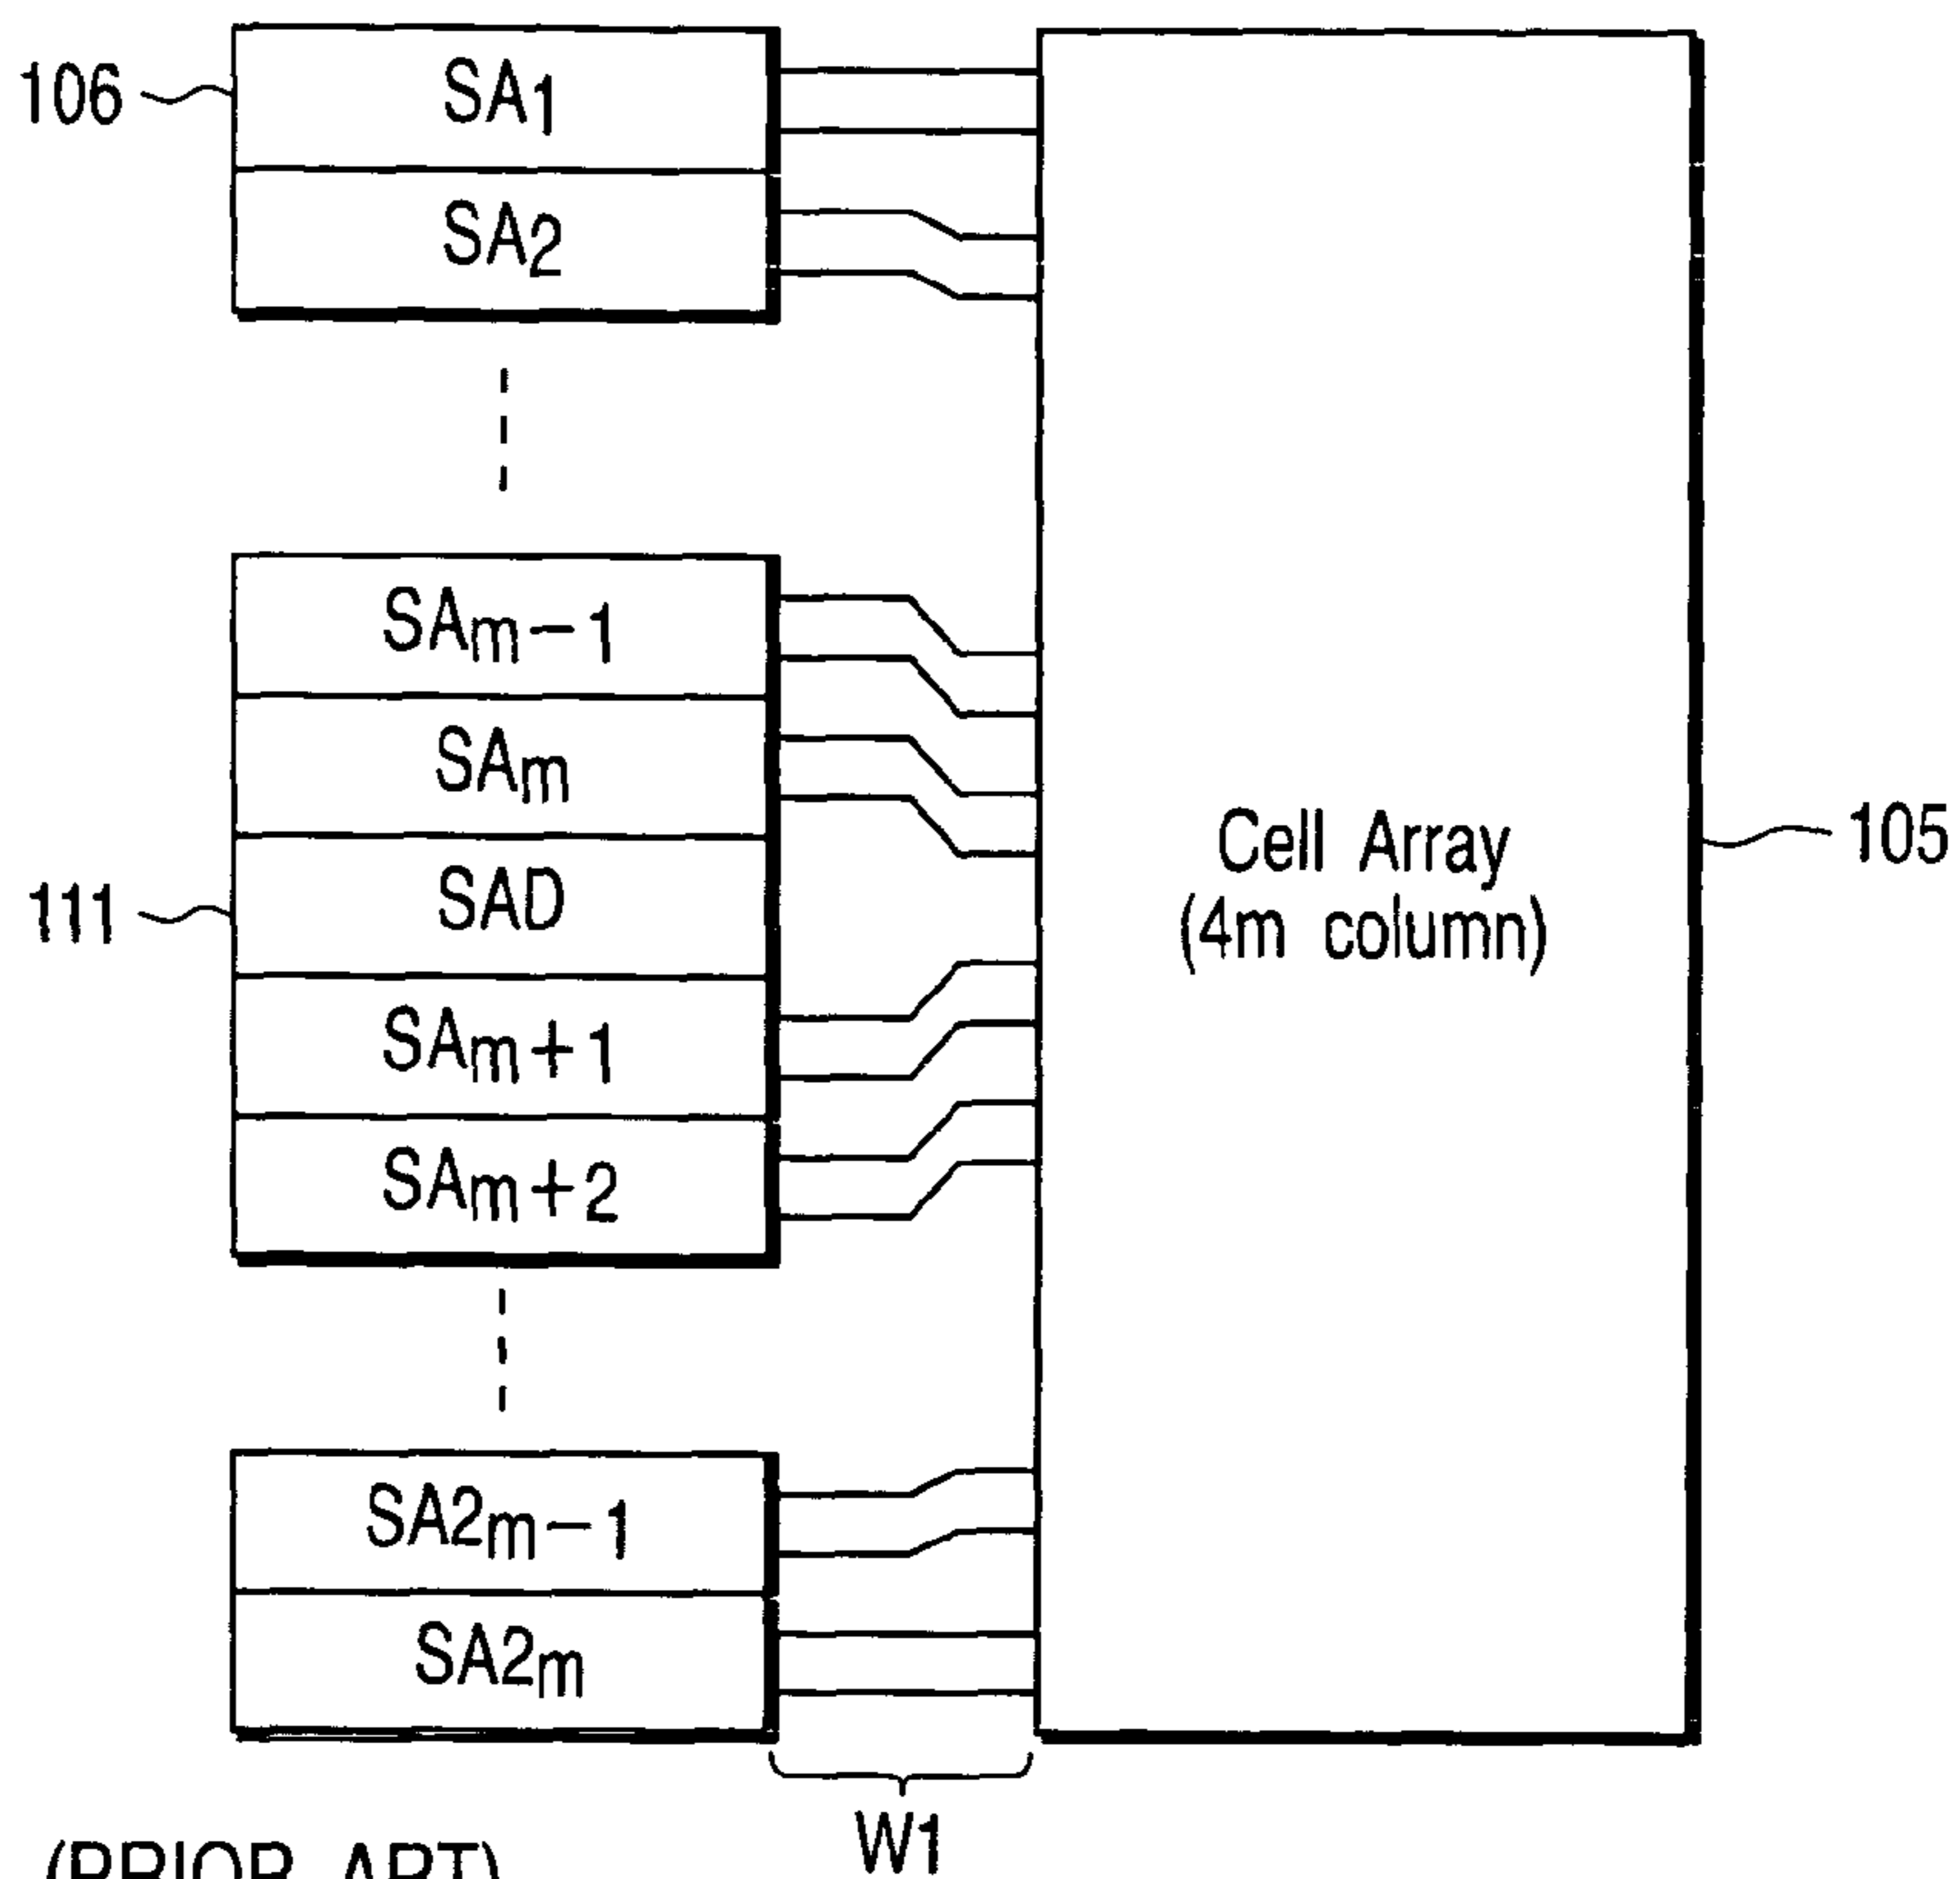 106
SA1
SA2
SAm-1
SAm
111
SAD
SAm+1
SAm+2
SA2m-1
SA2m
Cell Array
(4m column)
105
W1
(PRIOR ART)